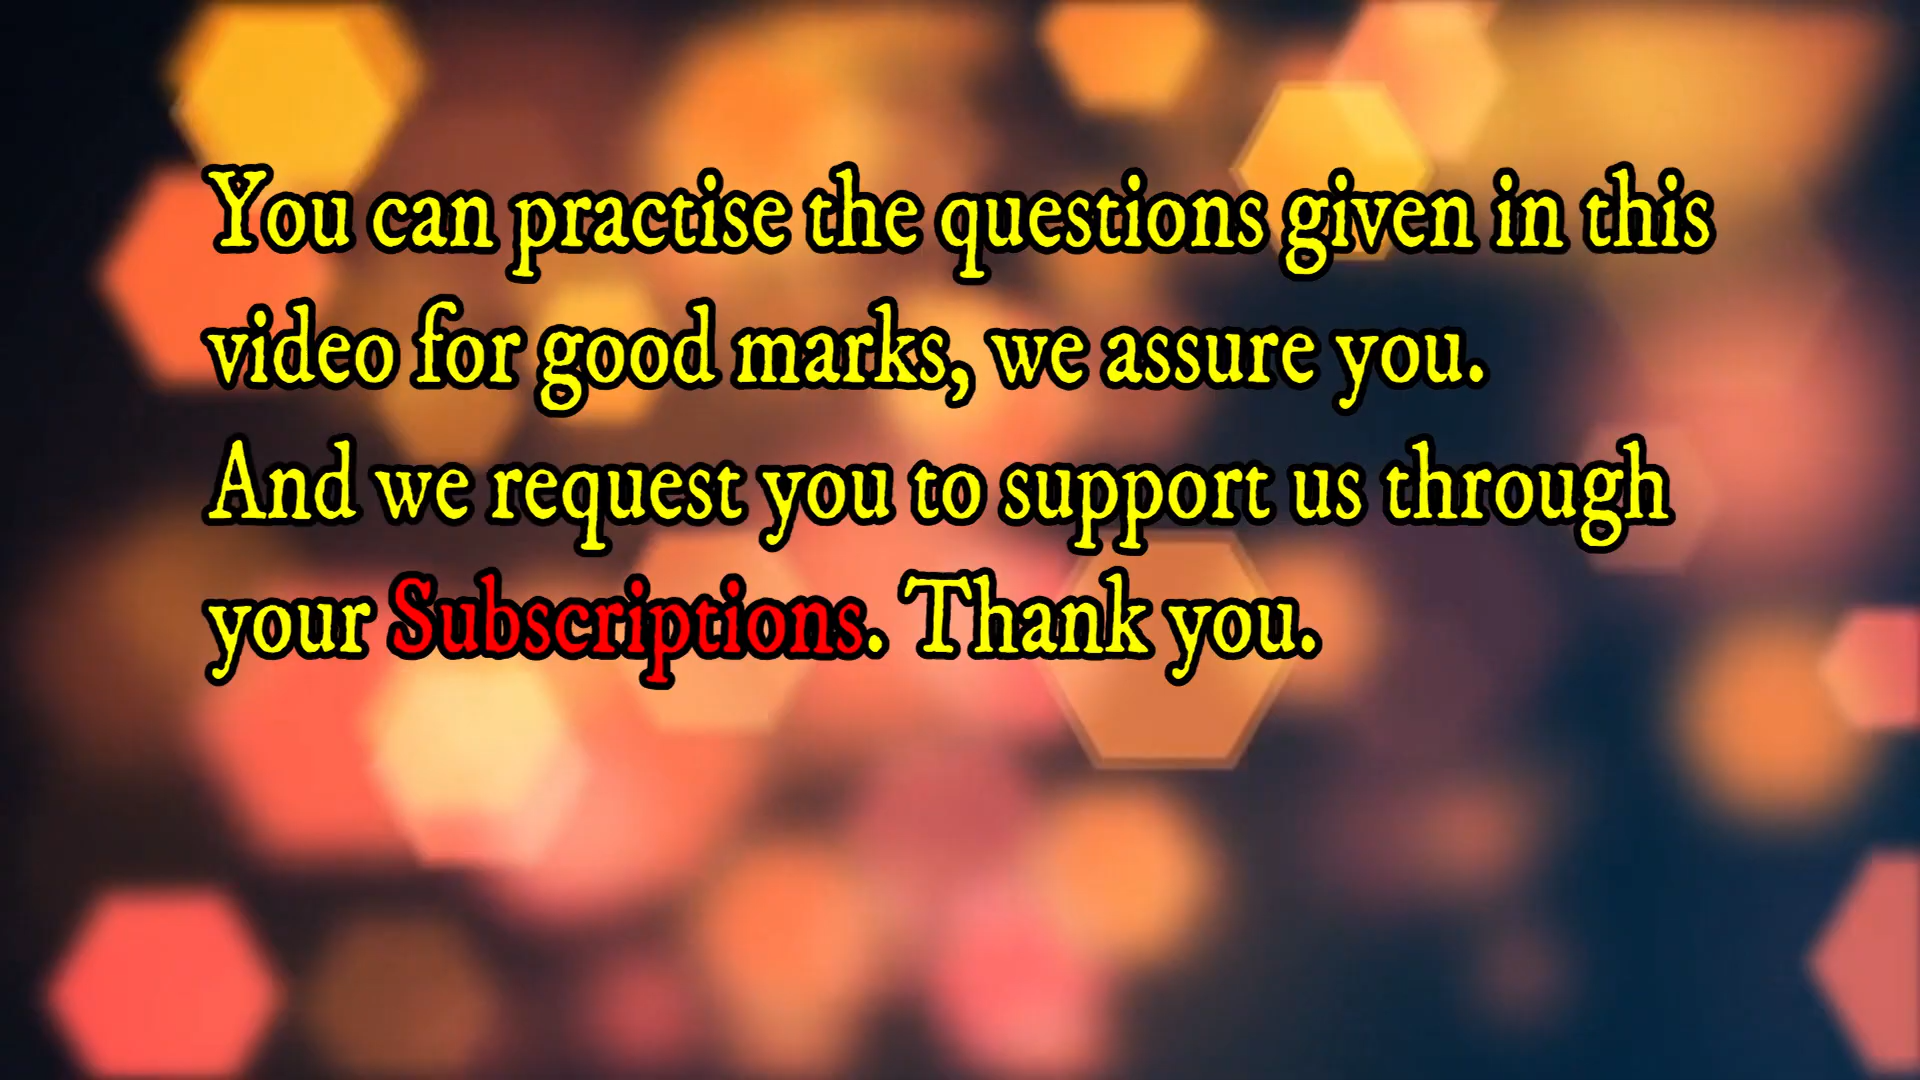 You can practise the questions given in this
video for good marks, we assure you.
And we request you to support us through
your Subscriptions. Thank you.